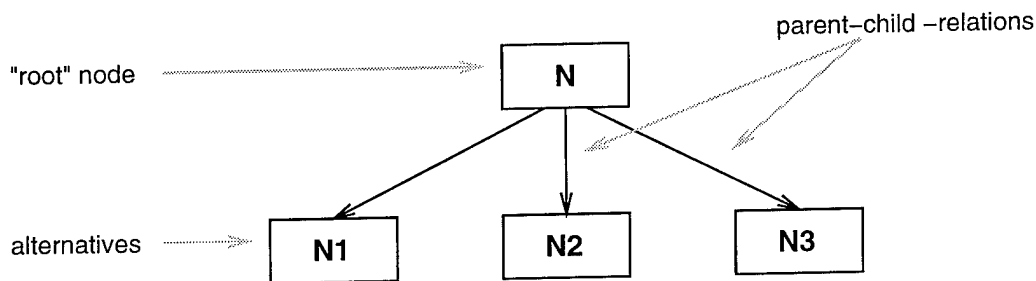 parent–child –relations
"root" node
N
alternatives
N1
N2
N3